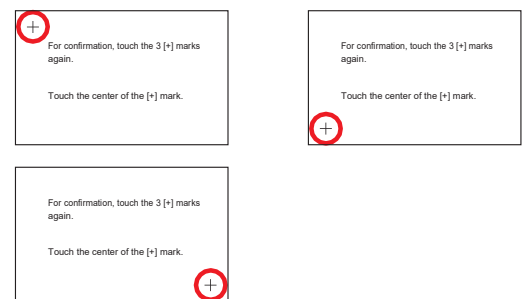 For confirmation, touch the 3 [+] marks
again.
Touch the center of the [+] mark.
For confirmation, touch the 3 [+] marks
again.
Touch the center of the [+] mark.
For confirmation, touch the 3 [+] marks
again.
Touch the center of the [+] mark.